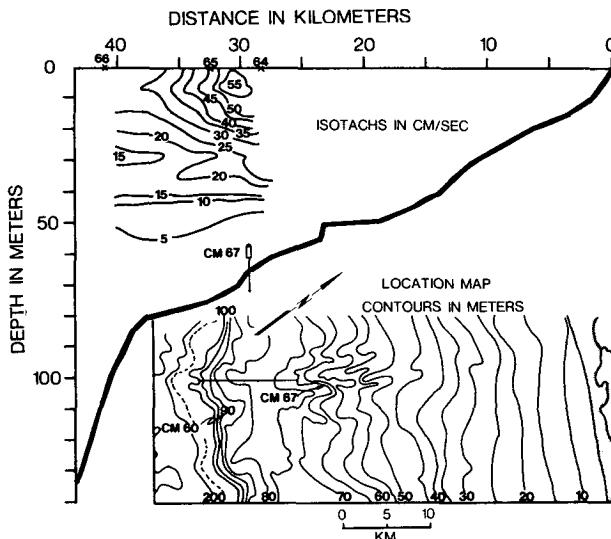 DISTANCE IN KILOMETERS
40 30 20 10 0
66 65 64
DEPTH IN METERS
0
50
100
ISOTACHS IN CM/SEC
55
45
50
40
30 35
20 25
15
20
15
10
5
CM 67
LOCATION MAP
CONTOURS IN METERS
100
CM 67
90
CM 60
200 80 70 60 50 40 30 20 10
0 5 10
KM